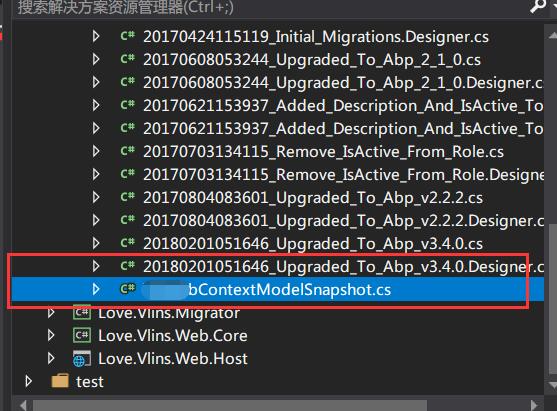 搜索解决方案资源管理器(Ctrl+;)
C# 20170424115119_Initial_Migrations.Designer.cs
C# 20170608053244_Upgraded_To_Abp_2_1_0.cs
C# 20170608053244_Upgraded_To_Abp_2_1_0.Designer.c
C# 20170621153937_Added_Description_And_IsActive_To
C# 20170621153937_Added_Description_And_IsActive_To
C# 20170703134115_Remove_IsActive_From_Role.cs
C# 20170703134115_Remove_IsActive_From_Role.Designe
C# 20170804083601_Upgraded_To_Abp_v2.2.2.cs
C# 20170804083601_Upgraded_To_Abp_v2.2.2.Designer.c
C# 20180201051646_Upgraded_To_Abp_v3.4.0.cs
C# 20180201051646_Upgraded_To_Abp_v3.4.0.Designer.c
C# bContextModelSnapshot.cs
C# Love.Vlins.Migrator
C# Love.Vlins.Web.Core
Love.Vlins.Web.Host
test